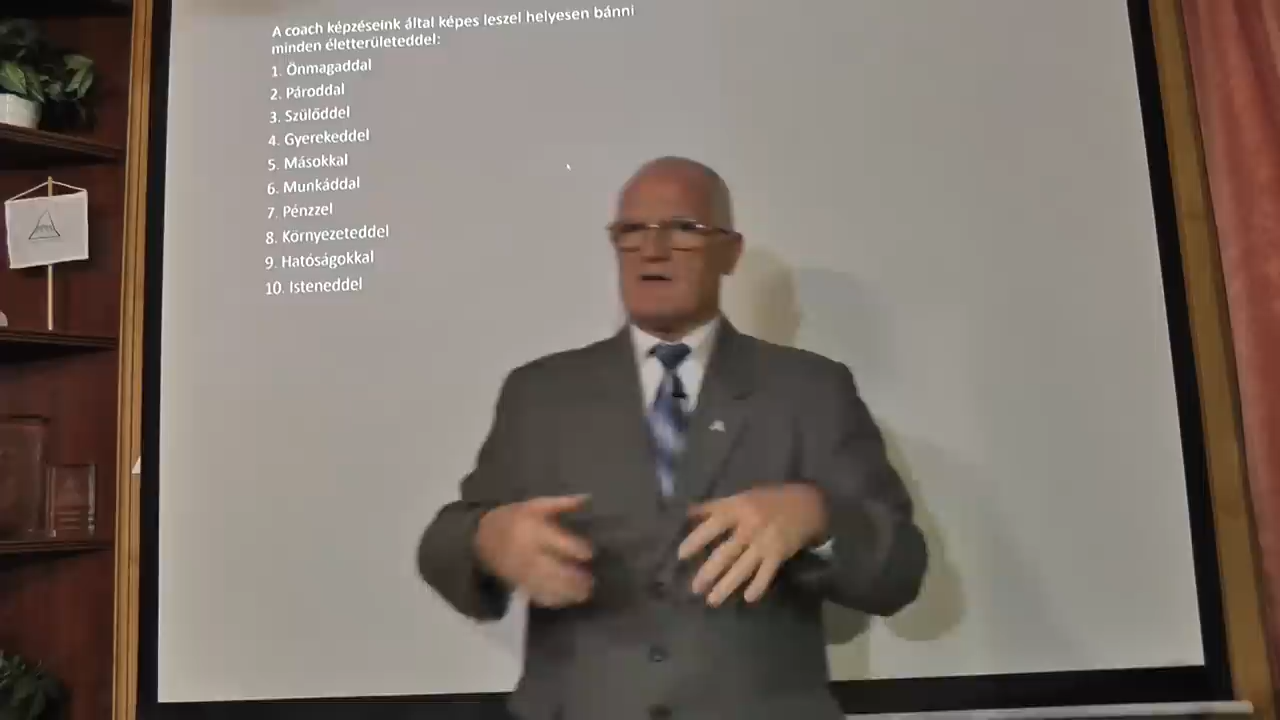 A coach képzéseink által képes leszel helyesen bánni
minden életterületeddel:
1. Önmagaddal
2. Pároddal
3. Szülőddel
4. Gyerekeddel
5. Másokkal
6. Munkáddal
7. Pénzzel
8. Környezeteddel
9. Hatóságokkal
10. Isteneddel